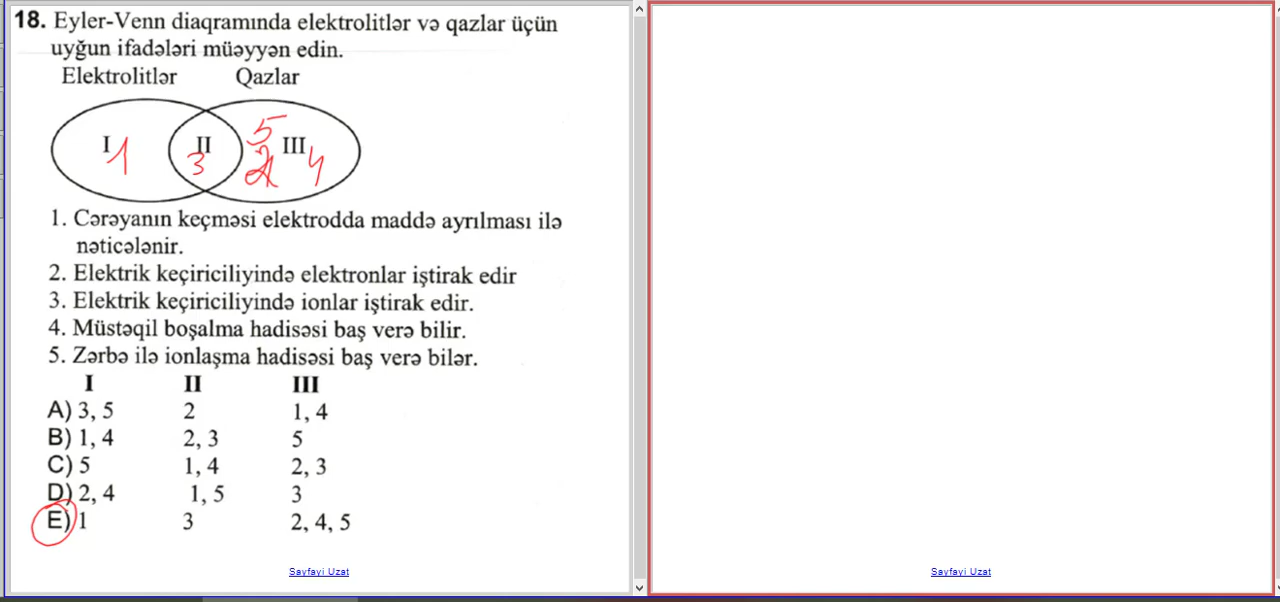 18. Eyler-Venn diaqramında elektrolitlər və qazlar üçün
uyğun ifadələri müəyyən edin.
Elektrolitlər Qazlar
I 1 II 3 5 2 III 4
1. Cərəyanın keçməsi elektrodda maddə ayrılması ilə
nəticələnir.
2. Elektrik keçiriciliyində elektronlar iştirak edir
3. Elektrik keçiriciliyində ionlar iştirak edir.
4. Müstəqil boşalma hadisəsi baş verə bilir.
5. Zərbə ilə ionlaşma hadisəsi baş verə bilər.
I II III
A) 3, 5 2 1, 4
B) 1, 4 2, 3 5
C) 5 1, 4 2, 3
D) 2, 4 1, 5 3
E) 1 3 2, 4, 5
Sayfayi Uzat Sayfayi Uzat